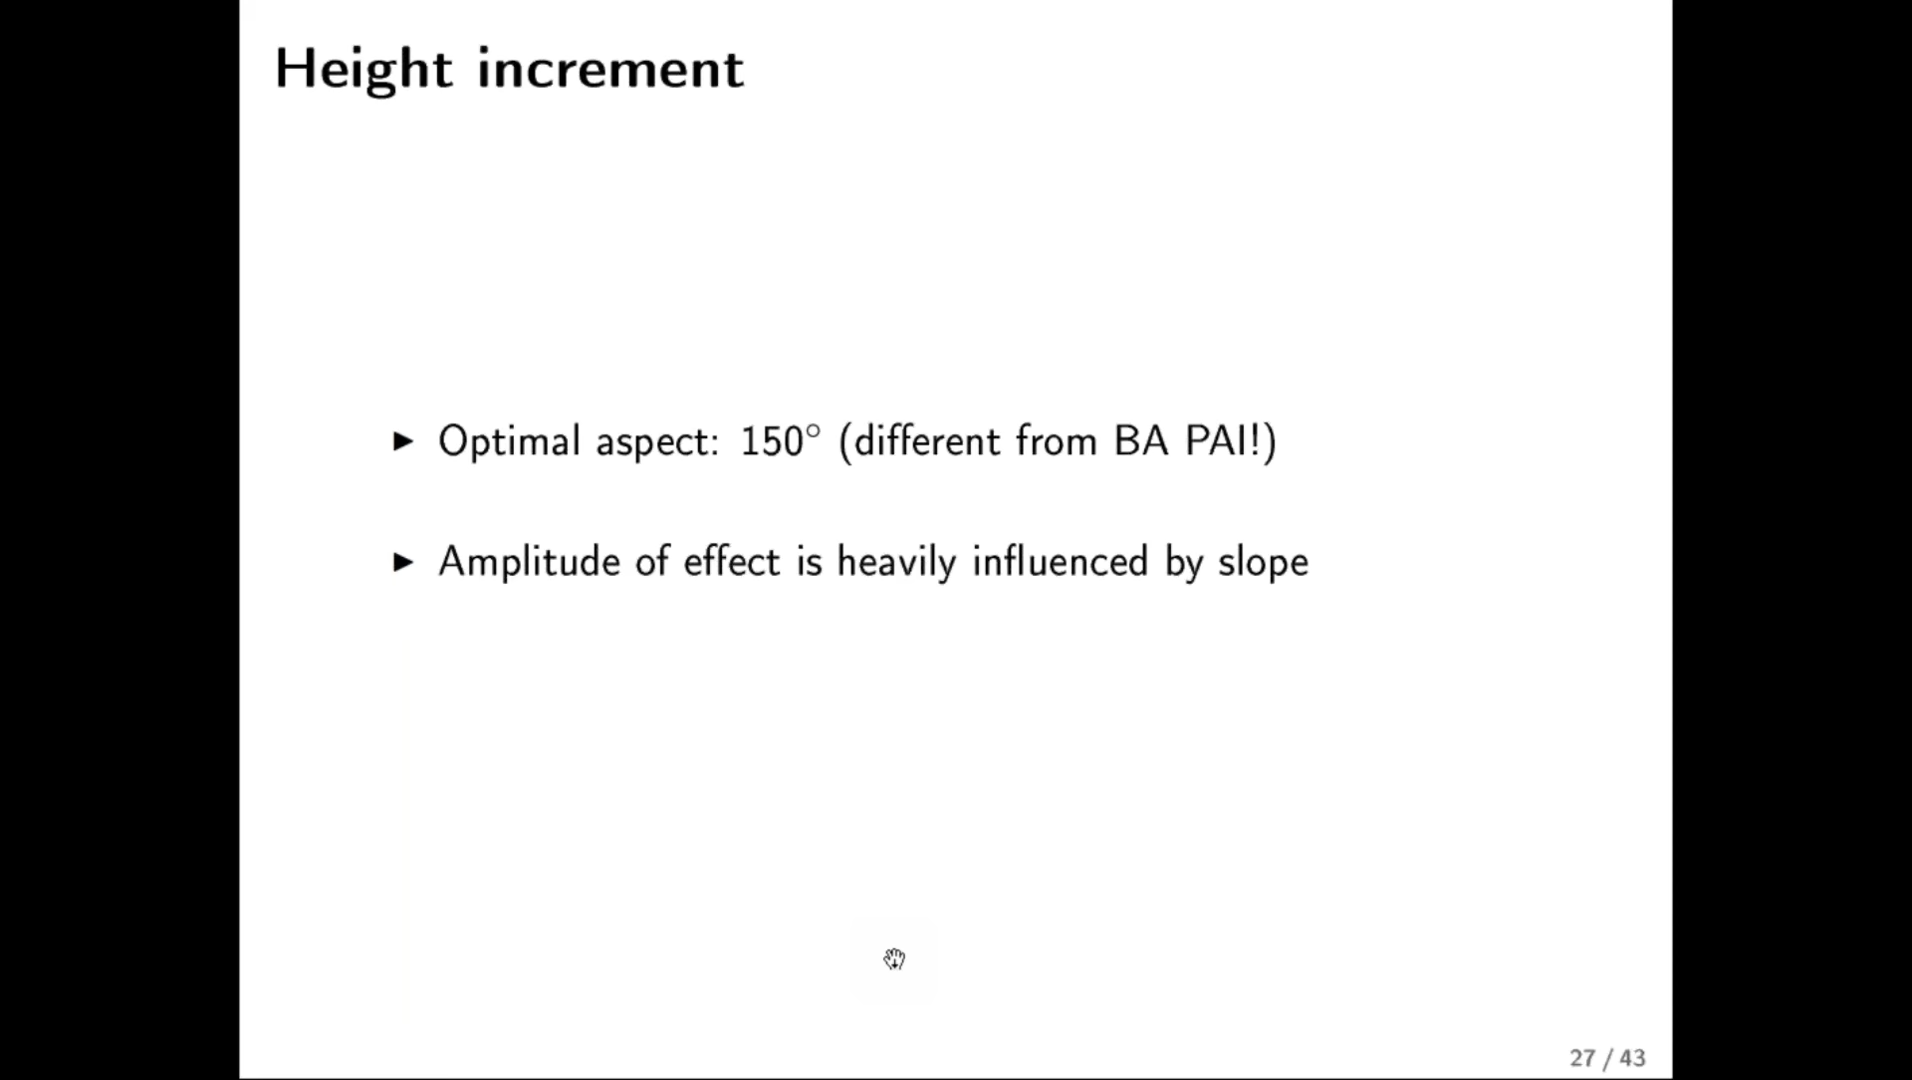 Height increment
▶ Optimal aspect: 150° (different from BA PAI!)
▶ Amplitude of effect is heavily influenced by slope
27 / 43